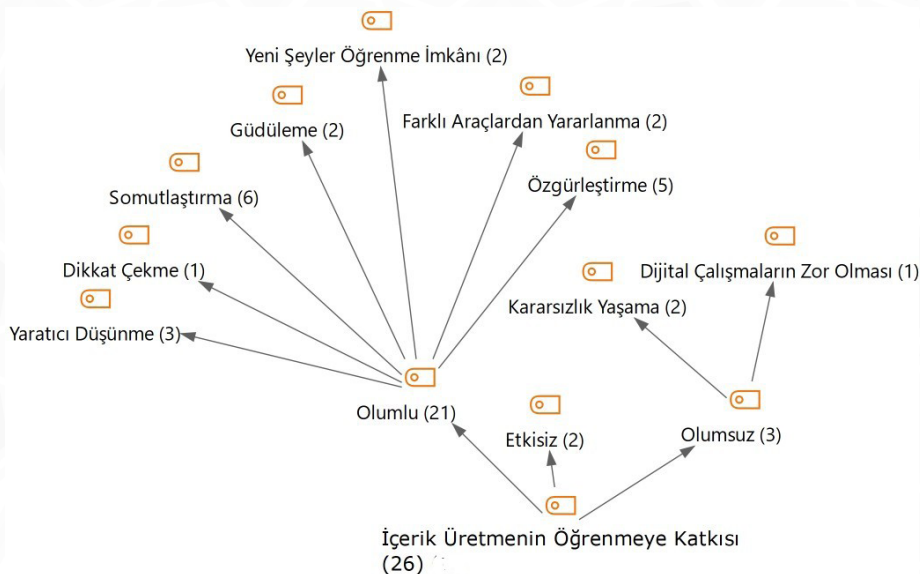 Yeni Şeyler Öğrenme İmkânı (2)
Güdüleme (2)
Farklı Araçlardan Yararlanma (2)
Somutlaştırma (6)
Özgürleştirme (5)
Dikkat Çekme (1)
Dijital Çalışmaların Zor Olması (1)
Kararsızlık Yaşama (2)
Yaratıcı Düşünme (3)
Olumlu (21)
Etkisiz (2)
Olumsuz (3)
İçerik Üretmenin Öğrenmeye Katkısı
(26)